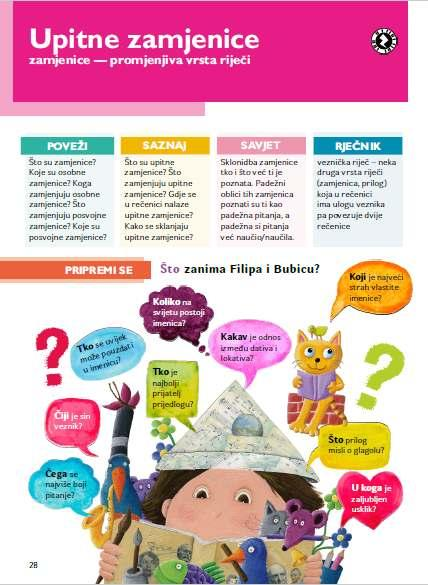 Upitne zamjenice
zamjenice — promjenjiva vrsta riječi
POVEŽI
Što su zamjenice?
Koje su osobne
zamjenice? Koga
zamjenjuju osobne
zamjenice? Što
zamjenjuju posvojne
zamjenice? Koje su
posvojne zamjenice?
SAZNAJ
Što su upitne
zamjenice? Što
zamjenjuju upitne
zamjenice? Gdje se
u rečenici nalaze
upitne zamjenice?
Kako se sklanjaju
upitne zamjenice?
SAVJET
Sklonidba zamjenice
tko i što već ti je
poznata. Padežni
oblici tih zamjenica
poznati su ti kao
padežna pitanja, a
padežna si pitanja
već naučio/naučila.
RJEČNIK
veznička riječ – neka
druga vrsta riječi
(zamjenica, prilog)
koja u rečenici
ima ulogu veznika
pa povezuje dvije
rečenice
PRIPREMI SE
Što zanima Filipa i Bubicu?
Koliko na
svijetu postoji
imenica?
Koji je najveći
strah vlastite
imenice?
Tko se uvijek
može pouzdati
u imenicu?
Kakav je odnos
između dativa i
lokativa?
Tko je
najbolji
prijatelj
prijedlogu?
Čiji je sin
veznik?
Što prilog
misli o glagolu?
Čega se
najviše boji
pitanje?
U koga je
zaljubljen
usklik?
28